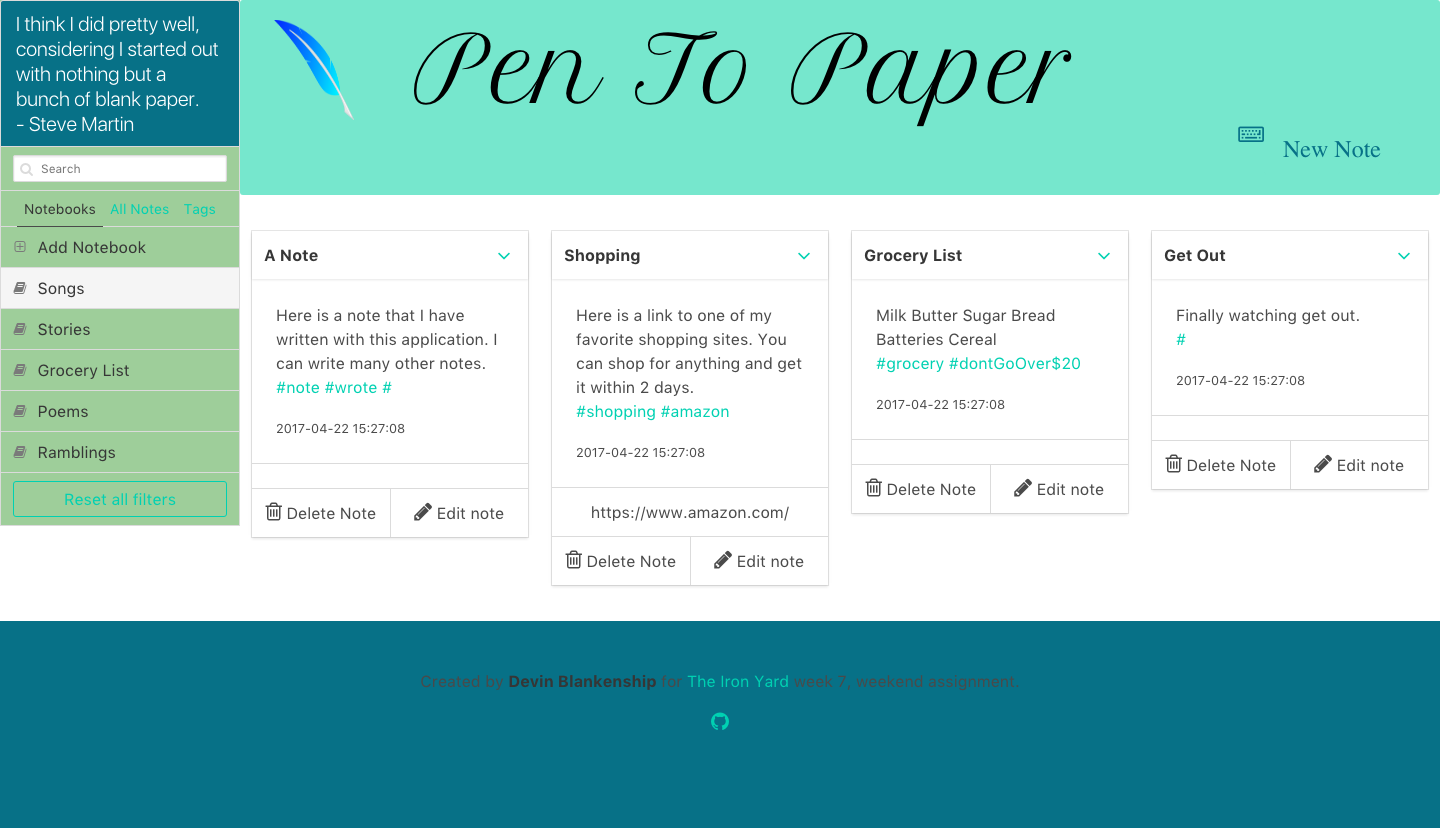 I think I did pretty well,
considering I started out
with nothing but a
bunch of blank paper.
- Steve Martin
Pen To Paper
New Note
Search
Notebooks All Notes Tags
Add Notebook
Songs
Stories
Grocery List
Poems
Ramblings
Reset all filters
A Note
Here is a note that I have
written with this application. I
can write many other notes.
#note #wrote #
2017-04-22 15:27:08
Delete Note Edit note
Shopping
Here is a link to one of my
favorite shopping sites. You
can shop for anything and get
it within 2 days.
#shopping #amazon
2017-04-22 15:27:08
https://www.amazon.com/
Delete Note Edit note
Grocery List
Milk Butter Sugar Bread
Batteries Cereal
#grocery #dontGoOver$20
2017-04-22 15:27:08
Delete Note Edit note
Get Out
Finally watching get out.
#
2017-04-22 15:27:08
Delete Note Edit note
Created by Devin Blankenship for The Iron Yard week 7, weekend assignment.